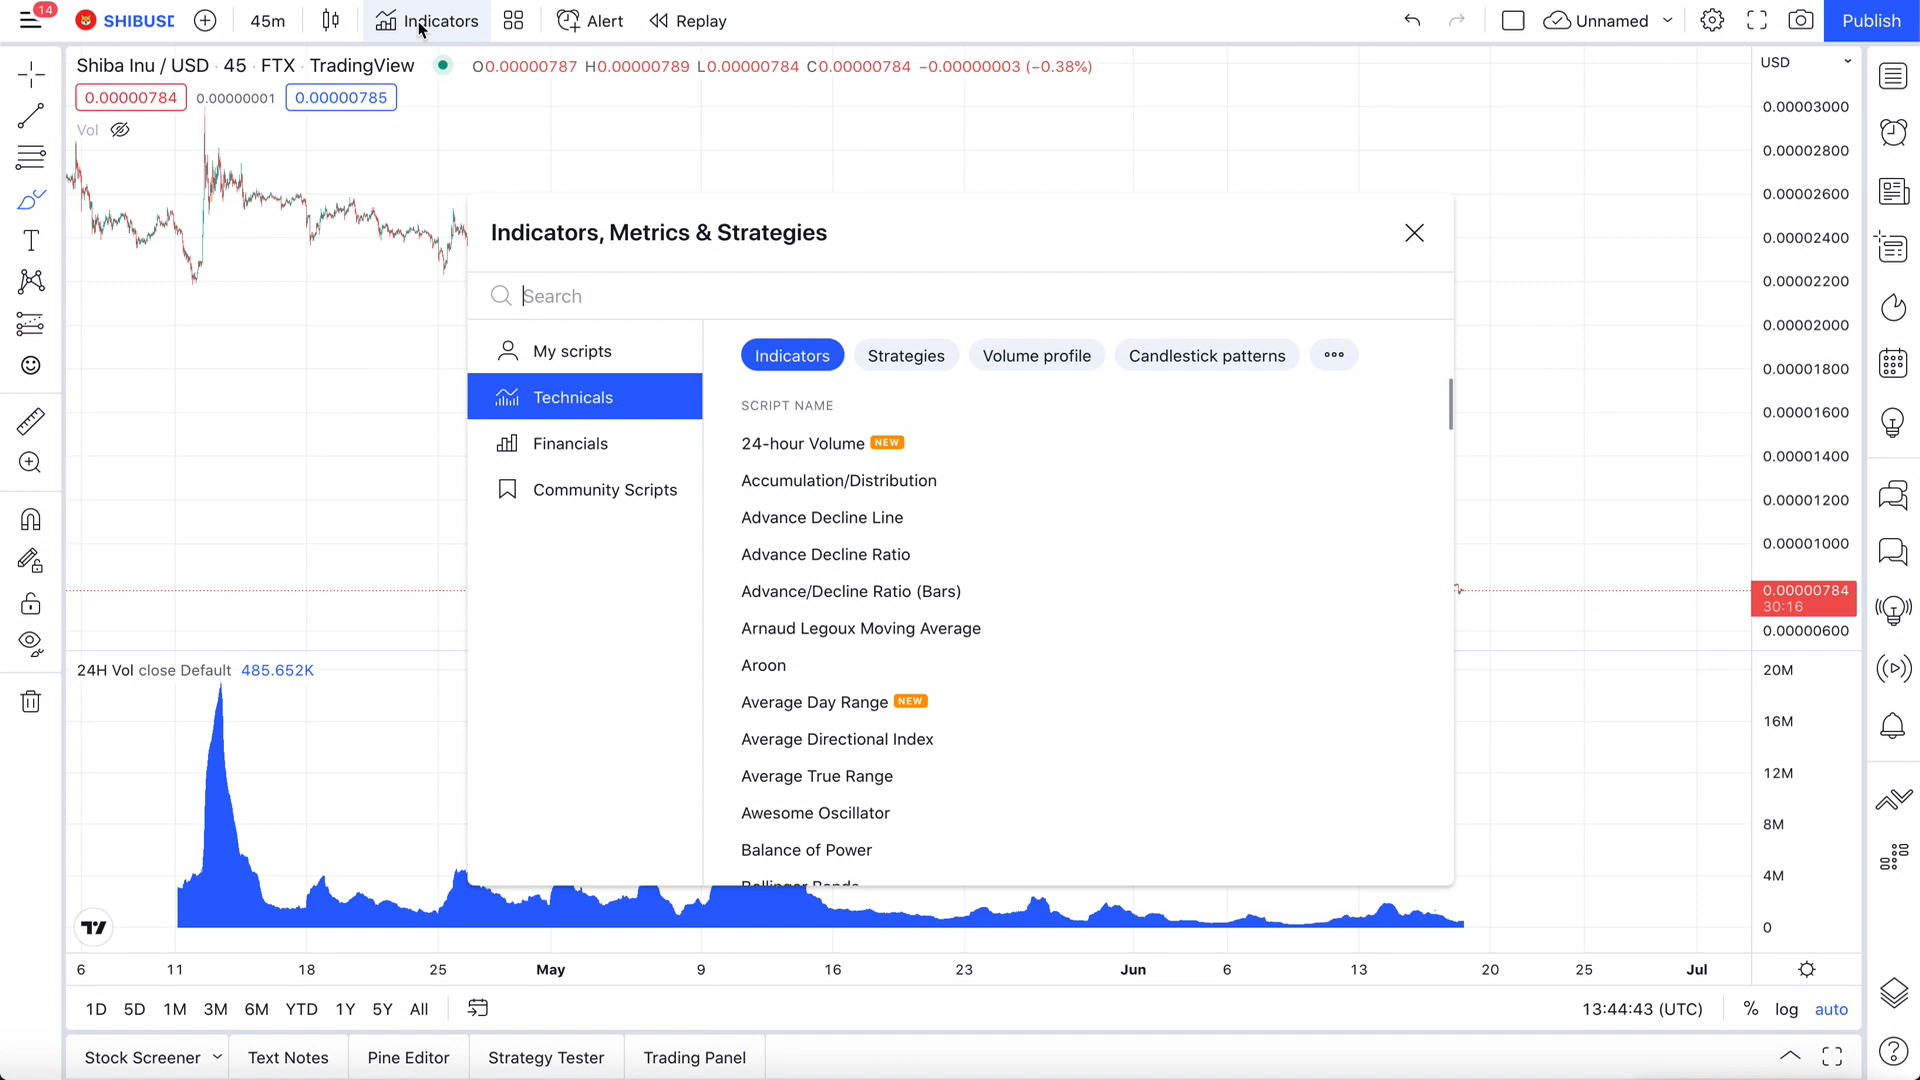 14
SHIBUSD
45m
Indicators
Alert
Replay
Unnamed
Publish
Shiba Inu / USD · 45 · FTX · TradingView
O0.00000787 H0.00000789 L0.00000784 C0.00000784 −0.00000003 (−0.38%)
USD
0.00000784
0.00000001
0.00000785
Vol
0.00003000
0.00002800
0.00002600
0.00002400
0.00002200
0.00002000
0.00001800
0.00001600
0.00001400
0.00001200
0.00001000
0.00000784
30:16
0.00000600
Indicators, Metrics & Strategies
Search
My scripts
Technicals
Financials
Community Scripts
Indicators
Strategies
Volume profile
Candlestick patterns
SCRIPT NAME
24-hour Volume NEW
Accumulation/Distribution
Advance Decline Line
Advance Decline Ratio
Advance/Decline Ratio (Bars)
Arnaud Legoux Moving Average
Aroon
Average Day Range NEW
Average Directional Index
Average True Range
Awesome Oscillator
Balance of Power
Bollinger Bands
24H Vol close Default 485.652K
20M
16M
12M
8M
4M
0
6 11 18 25 May 9 16 23 Jun 6 13 20 25 Jul
1D 5D 1M 3M 6M YTD 1Y 5Y All
13:44:43 (UTC)
% log auto
Stock Screener
Text Notes
Pine Editor
Strategy Tester
Trading Panel